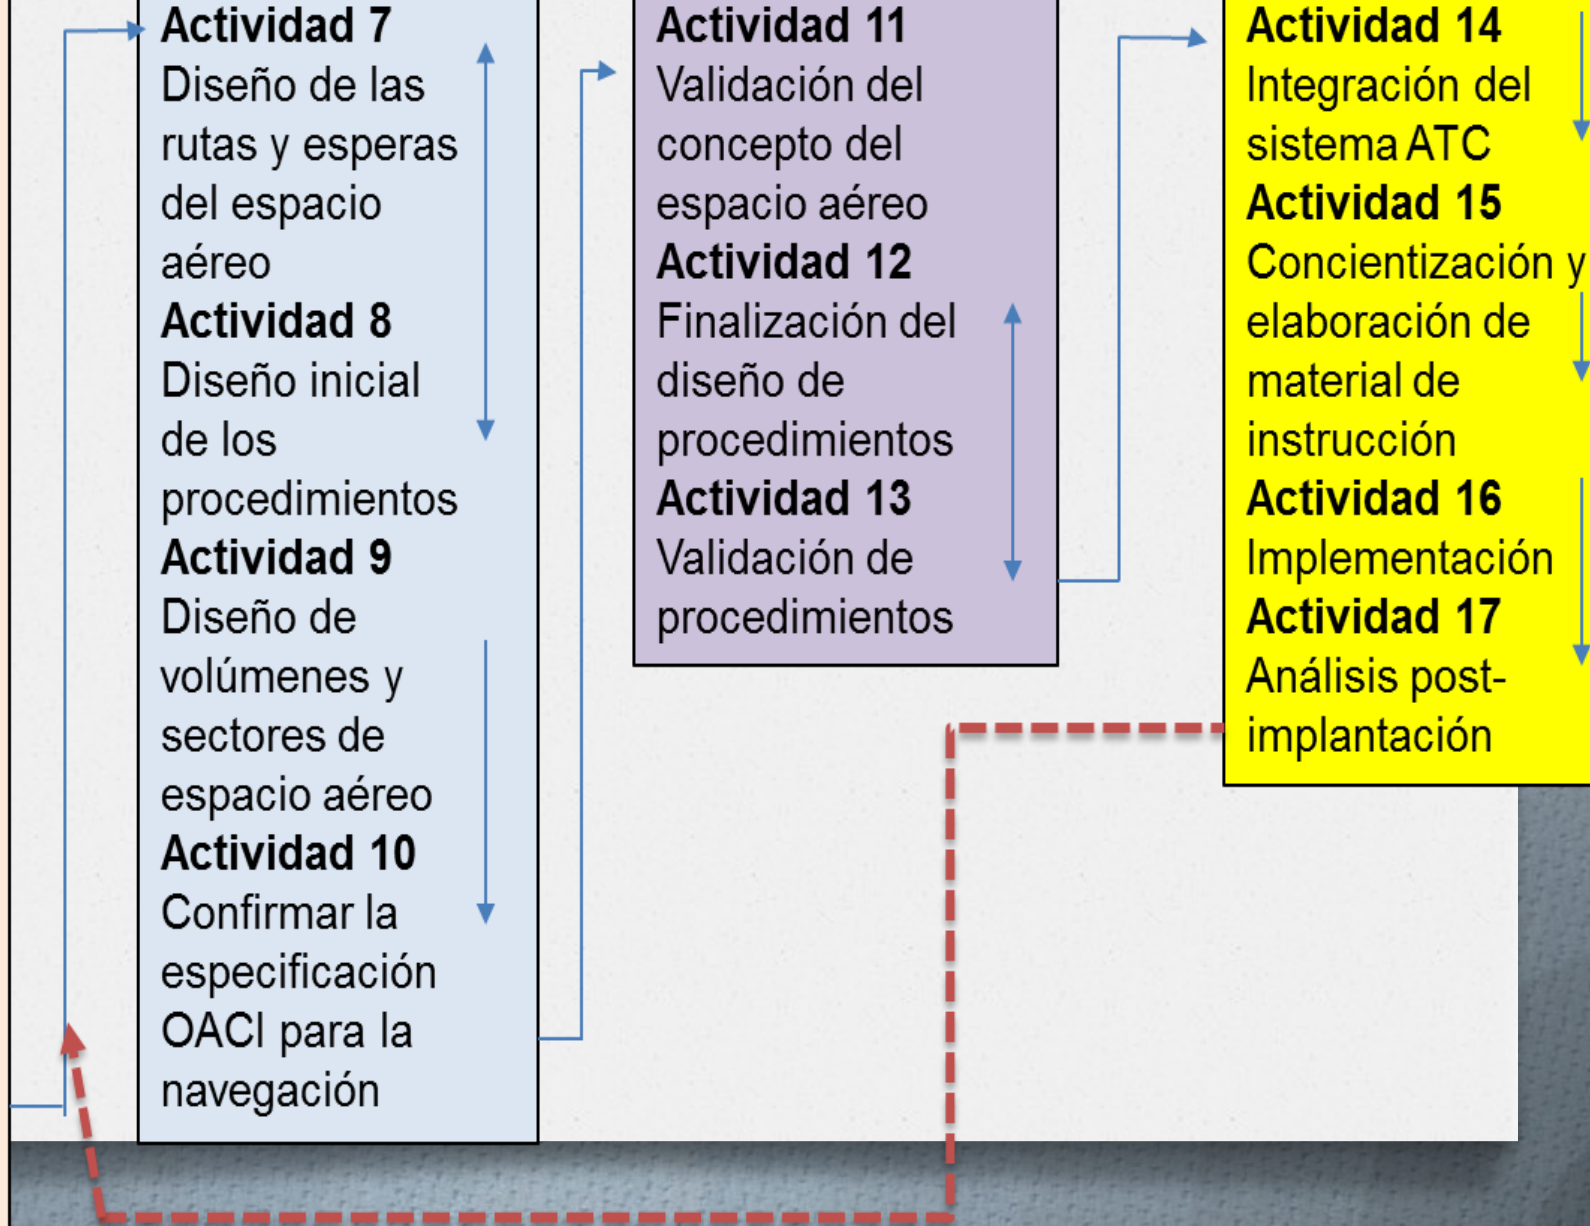 Actividad 7
Diseño de las
rutas y esperas
del espacio
aéreo
Actividad 8
Diseño inicial
de los
procedimientos
Actividad 9
Diseño de
volúmenes y
sectores de
espacio aéreo
Actividad 10
Confirmar la
especificación
OACI para la
navegación
Actividad 11
Validación del
concepto del
espacio aéreo
Actividad 12
Finalización del
diseño de
procedimientos
Actividad 13
Validación de
procedimientos
Actividad 14
Integración del
sistema ATC
Actividad 15
Concientización y
elaboración de
material de
instrucción
Actividad 16
Implementación
Actividad 17
Análisis post-
implantación